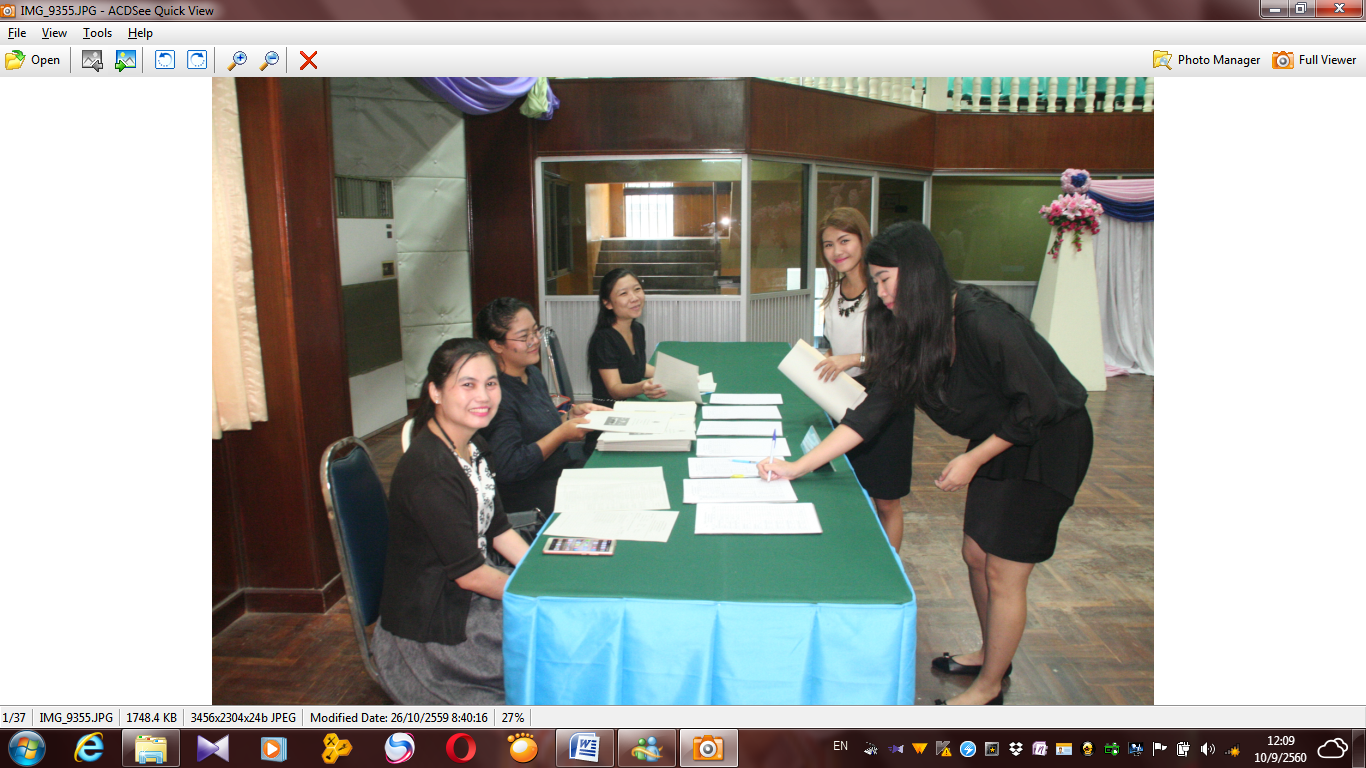 IMG_9355.JPG - ACDSee Quick View
File View Tools Help
Open Photo Manager Full Viewer
1/37 IMG_9355.JPG 1748.4 KB 3456x2304x24b JPEG Modified Date: 26/10/2559 8:40:16 27%
EN 12:09
10/9/2560